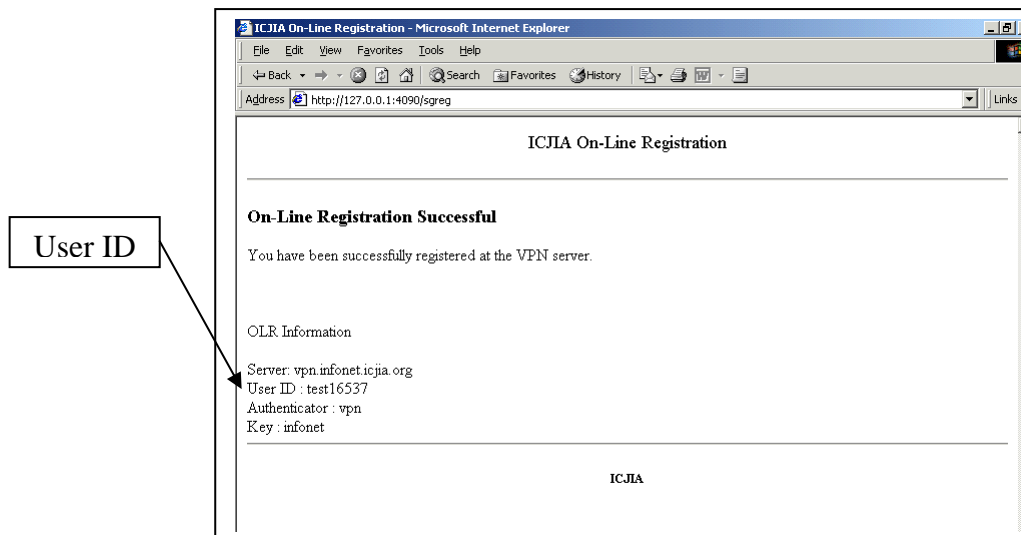 ICJIA On-Line Registration - Microsoft Internet Explorer
File Edit View Favorites Tools Help
Back Search Favorites History
Address http://127.0.0.1:4090/sgreg Links
ICJIA On-Line Registration
On-Line Registration Successful
User ID
You have been successfully registered at the VPN server.
OLR Information
Server: vpn.infonet.icjia.org
User ID : test16537
Authenticator : vpn
Key : infonet
ICJIA